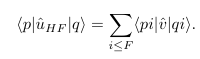 ⟨p|û_{HF}|q⟩ = ∑_{i≤F} ⟨pi|v̂|qi⟩.